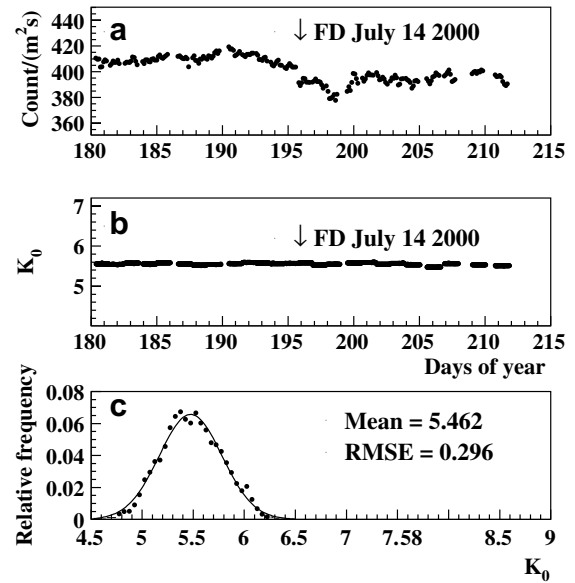 a
↓ FD July 14 2000
Count/(m²s)
440
420
400
380
360
180 185 190 195 200 205 210 215
b
↓ FD July 14 2000
K₀
7
6
5
4
180 185 190 195 200 205 210 215
Days of year
c
Mean = 5.462
RMSE = 0.296
Relative frequency
0.08
0.06
0.04
0.02
0
4.5 5 5.5 6 6.5 7 7.58 8.5 9
K₀